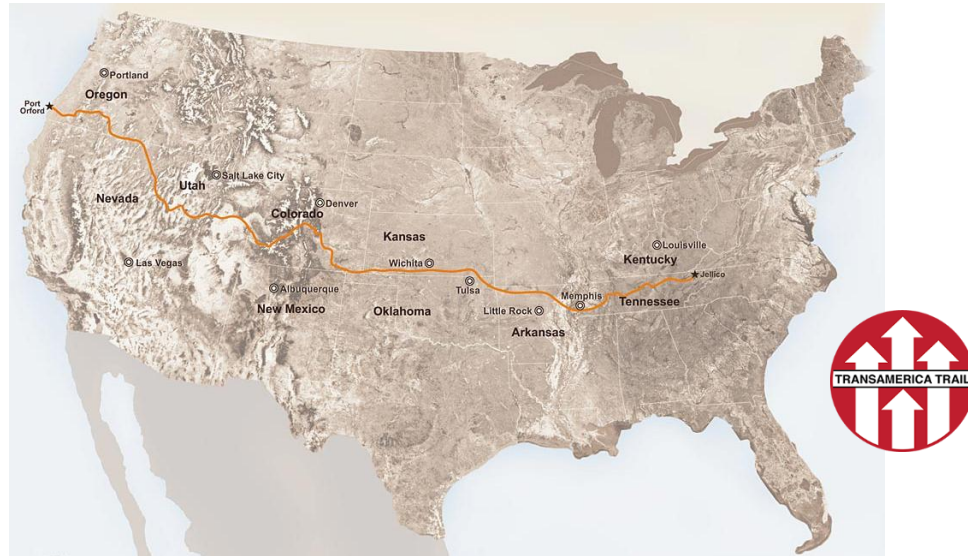 Portland
Oregon
Port
Orford
Salt Lake City
Utah
Nevada
Denver
Colorado
Kansas
Louisville
Kentucky
Wichita
Las Vegas
Jellico
Tulsa
Albuquerque
Memphis
Tennessee
New Mexico
Oklahoma
Little Rock
Arkansas
TRANSAMERICA TRAIL